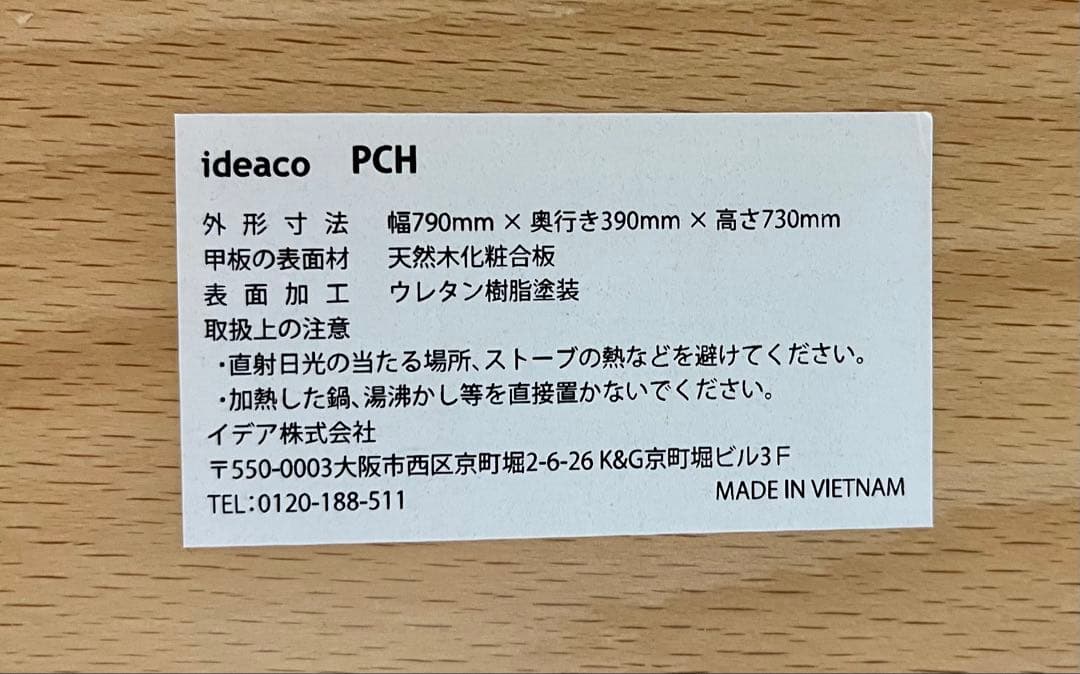 ideaco PCH
外形寸法 幅790mm × 奥行き390mm × 高さ730mm
甲板の表面材 天然木化粧合板
表面加工 ウレタン樹脂塗装
取扱上の注意
・直射日光の当たる場所、ストーブの熱などを避けてください。
・加熱した鍋、湯沸かし等を直接置かないでください。
イデア株式会社
〒550-0003大阪市西区京町堀2-6-26 K&G京町堀ビル3F
TEL:0120-188-511 MADE IN VIETNAM